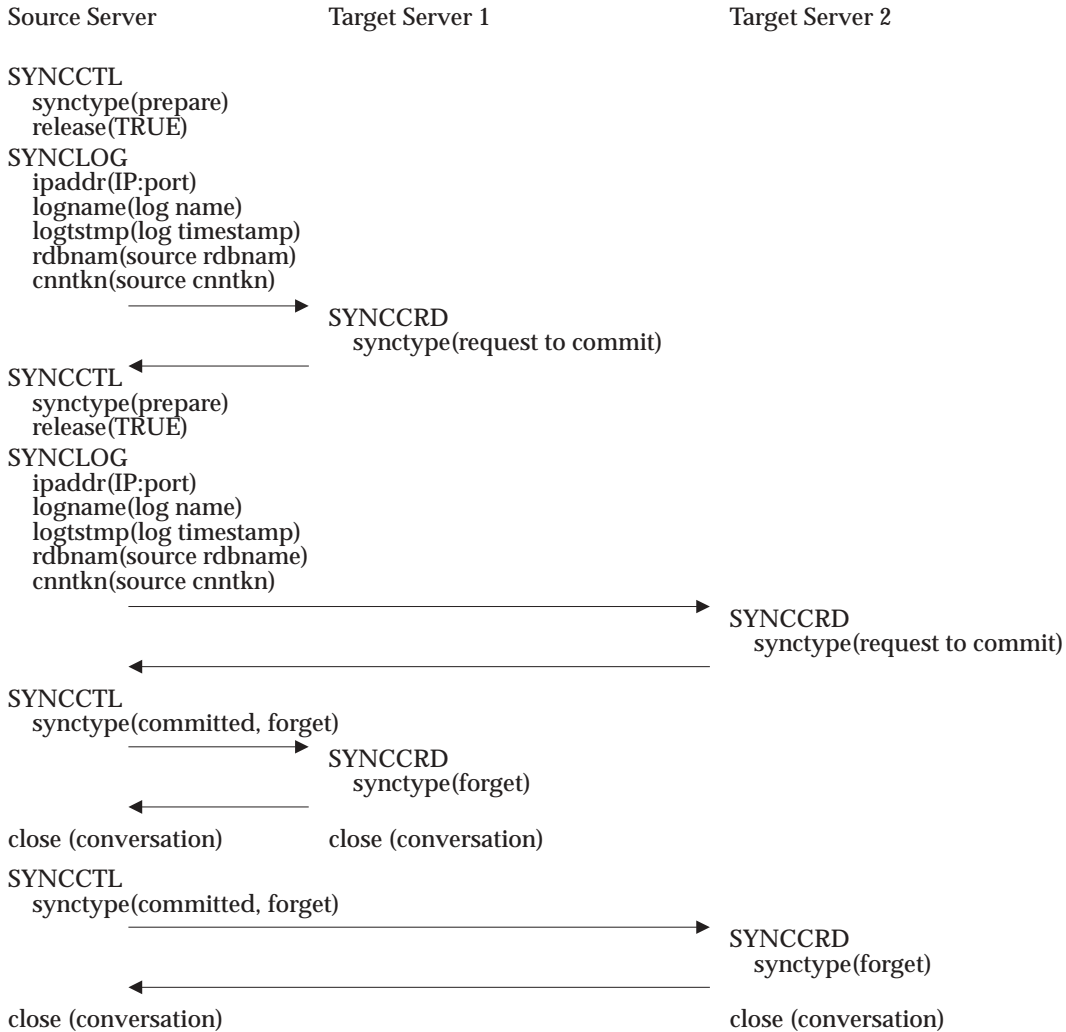 Source Server Target Server 1 Target Server 2
SYNCCTL
synctype(prepare)
release(TRUE)
SYNCLOG
ipaddr(IP:port)
logname(log name)
logtstmp(log timestamp)
rdbnam(source rdbnam)
cnntkn(source cnntkn)
SYNCCRD
synctype(request to commit)
SYNCCTL
synctype(prepare)
release(TRUE)
SYNCLOG
ipaddr(IP:port)
logname(log name)
logtstmp(log timestamp)
rdbnam(source rdbname)
cnntkn(source cnntkn)
SYNCCRD
synctype(request to commit)
SYNCCTL
synctype(committed, forget)
SYNCCRD
synctype(forget)
close (conversation) close (conversation)
SYNCCTL
synctype(committed, forget)
SYNCCRD
synctype(forget)
close (conversation) close (conversation)